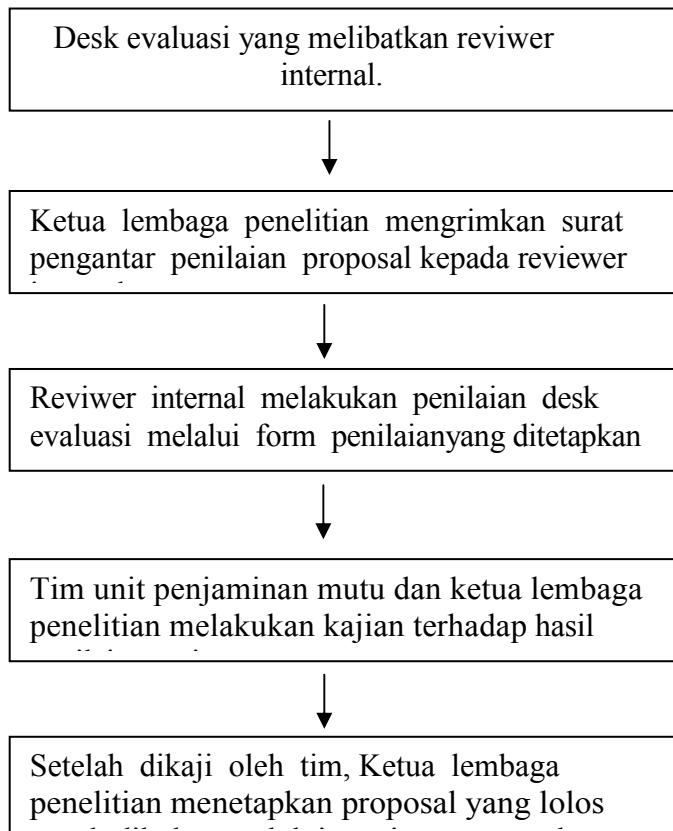 Desk evaluasi yang melibatkan reviwer
internal.
Ketua lembaga penelitian mengrimkan surat
pengantar penilaian proposal kepada reviewer
Reviwer internal melakukan penilaian desk
evaluasi melalui form penilaianyang ditetapkan
Tim unit penjaminan mutu dan ketua lembaga
penelitian melakukan kajian terhadap hasil
Setelah dikaji oleh tim, Ketua lembaga
penelitian menetapkan proposal yang lolos